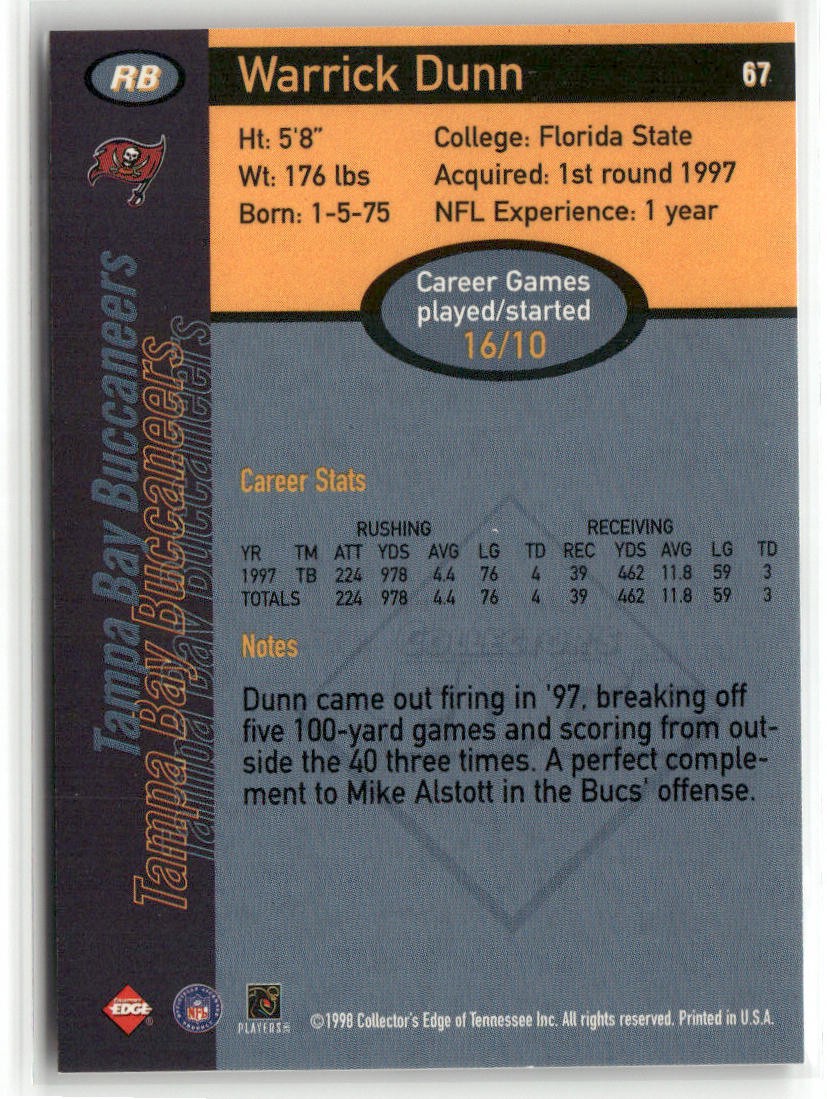 RB
Warrick Dunn 67
Ht: 5'8" College: Florida State
Wt: 176 lbs Acquired: 1st round 1997
Born: 1-5-75 NFL Experience: 1 year
Career Games
played/started
16/10
Tampa Bay Buccaneers
Tampa Bay Buccaneers
Tampa Bay Buccaneers
Career Stats
RUSHING RECEIVING
YR TM ATT YDS AVG LG TD REC YDS AVG LG TD
1997 TB 224 978 4.4 76 4 39 462 11.8 59 3
TOTALS 224 978 4.4 76 4 39 462 11.8 59 3
COLLECTOR'S
Notes
Dunn came out firing in '97, breaking off
five 100-yard games and scoring from out-
side the 40 three times. A perfect comple-
ment to Mike Alstott in the Bucs' offense.
EDGE
NFL
PLAYERS INC
©1998 Collector's Edge of Tennessee Inc. All rights reserved. Printed in U.S.A.